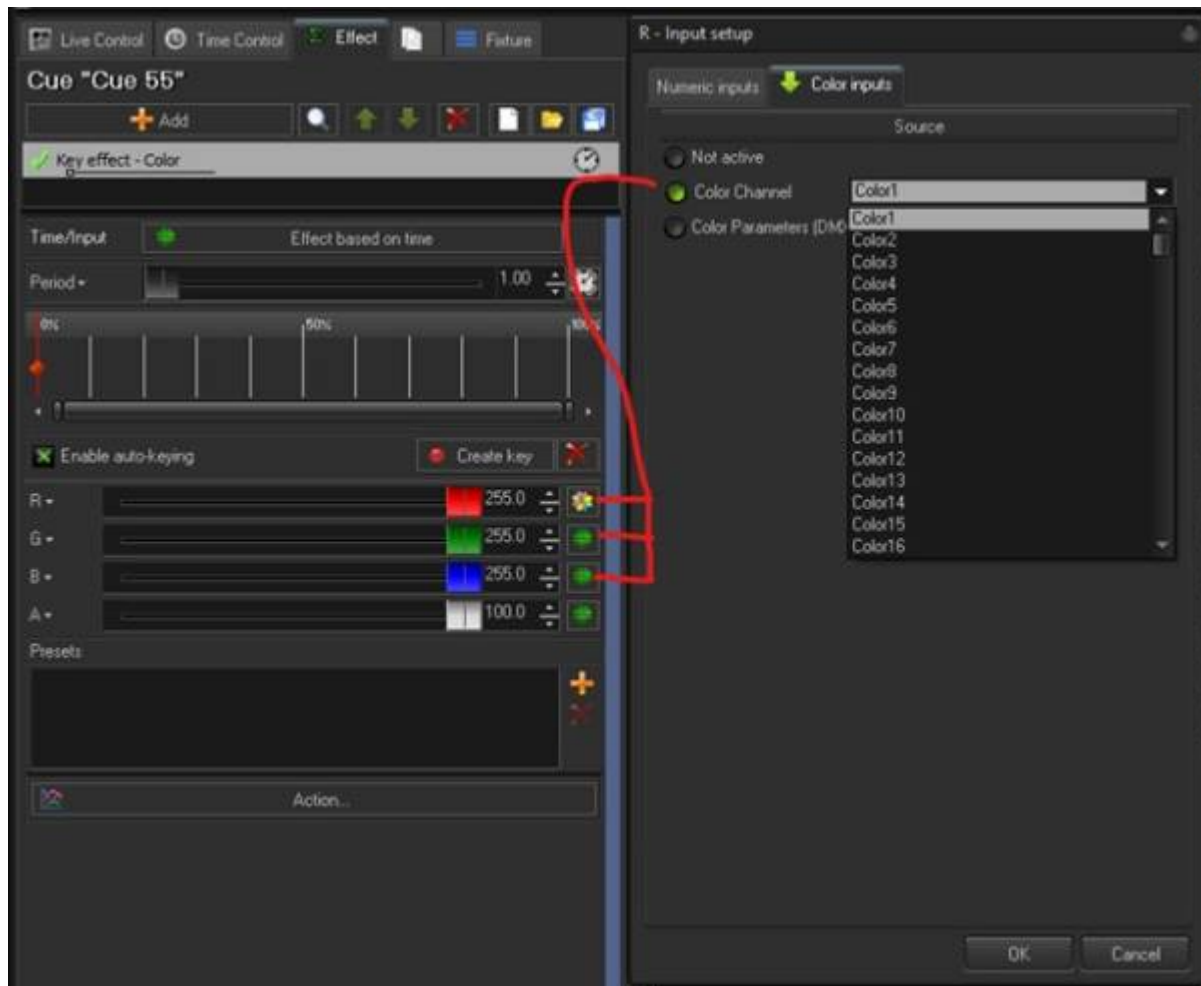 Live Control Time Control Effect Fixture
Cue "Cue 55"
Add
Key effect - Color
Time/Input Effect based on time
Period 1.00
0% 50% 100%
Enable auto-keying Create key
R 255.0
G 255.0
B 255.0
A 100.0
Presets
Action...
R - Input setup
Numeric inputs Color inputs
Source
Not active
Color Channel Color1
Color Parameters (DMX
Color1
Color2
Color3
Color4
Color5
Color6
Color7
Color8
Color9
Color10
Color11
Color12
Color13
Color14
Color15
Color16
OK Cancel